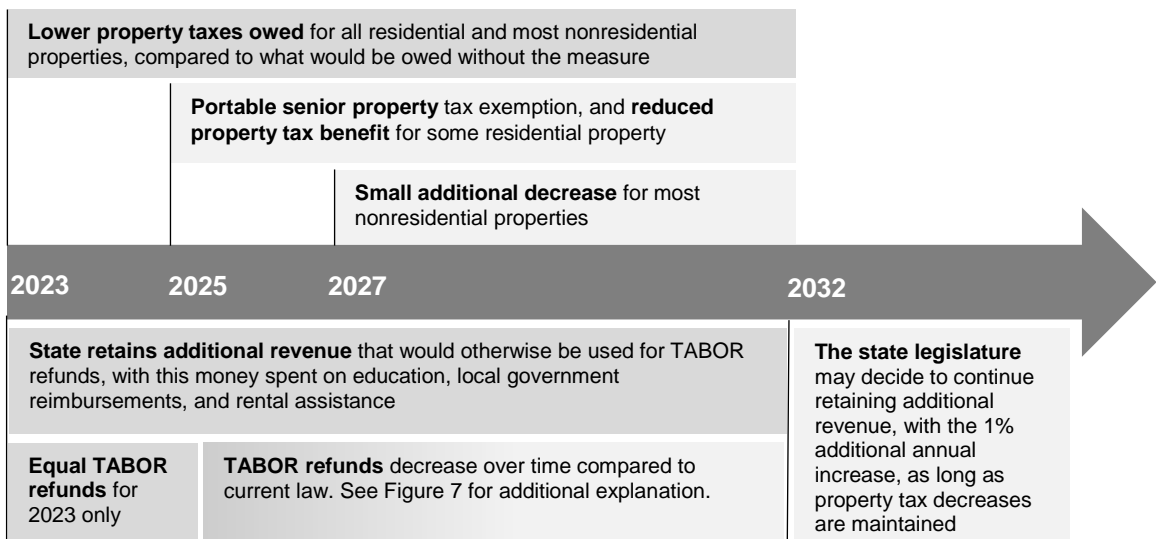 Lower property taxes owed for all residential and most nonresidential
properties, compared to what would be owed without the measure
Portable senior property tax exemption, and reduced
property tax benefit for some residential property
Small additional decrease for most
nonresidential properties
2023
2025
2027
2032
State retains additional revenue that would otherwise be used for TABOR
refunds, with this money spent on education, local government
reimbursements, and rental assistance
Equal TABOR
refunds for
2023 only
TABOR refunds decrease over time compared to
current law. See Figure 7 for additional explanation.
The state legislature
may decide to continue
retaining additional
revenue, with the 1%
additional annual
increase, as long as
property tax decreases
are maintained